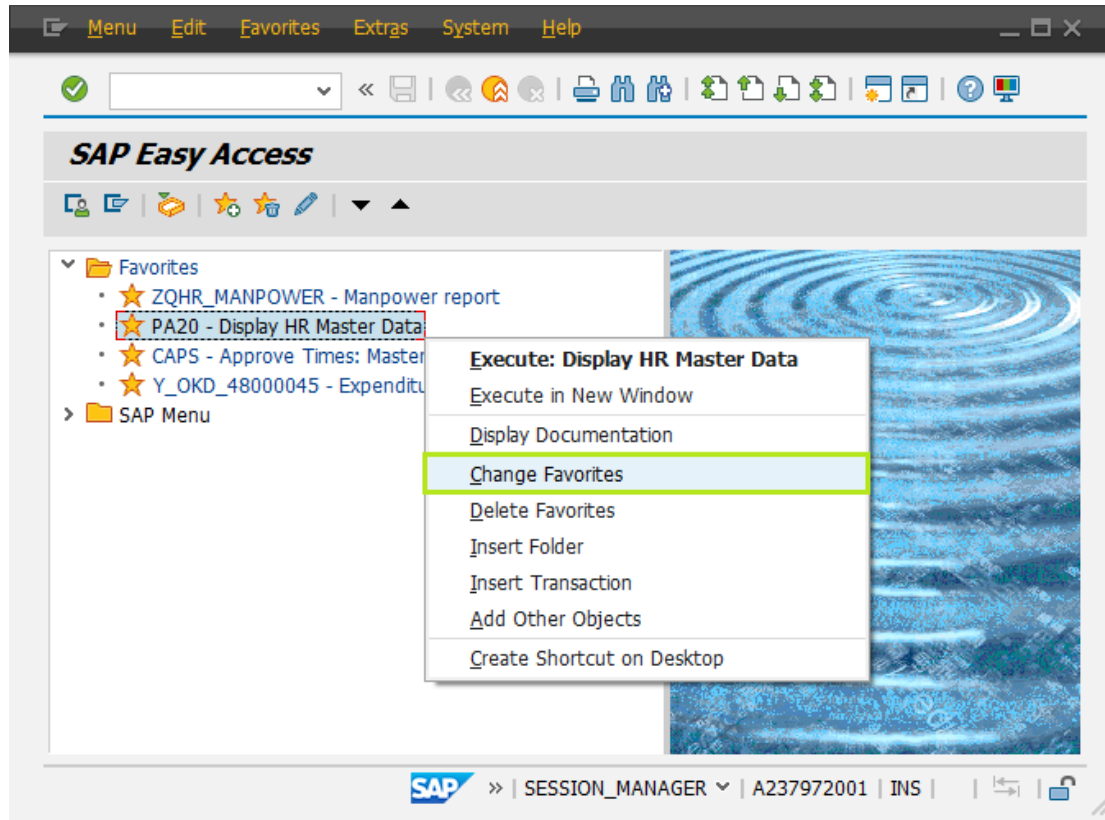 Menu Edit Favorites Extras System Help
SAP Easy Access
Favorites
ZQHR_MANPOWER - Manpower report
PA20 - Display HR Master Data
CAPS - Approve Times: Master
Y_OKD_48000045 - Expenditu
SAP Menu
Execute: Display HR Master Data
Execute in New Window
Display Documentation
Change Favorites
Delete Favorites
Insert Folder
Insert Transaction
Add Other Objects
Create Shortcut on Desktop
SAP » | SESSION_MANAGER | A237972001 | INS |